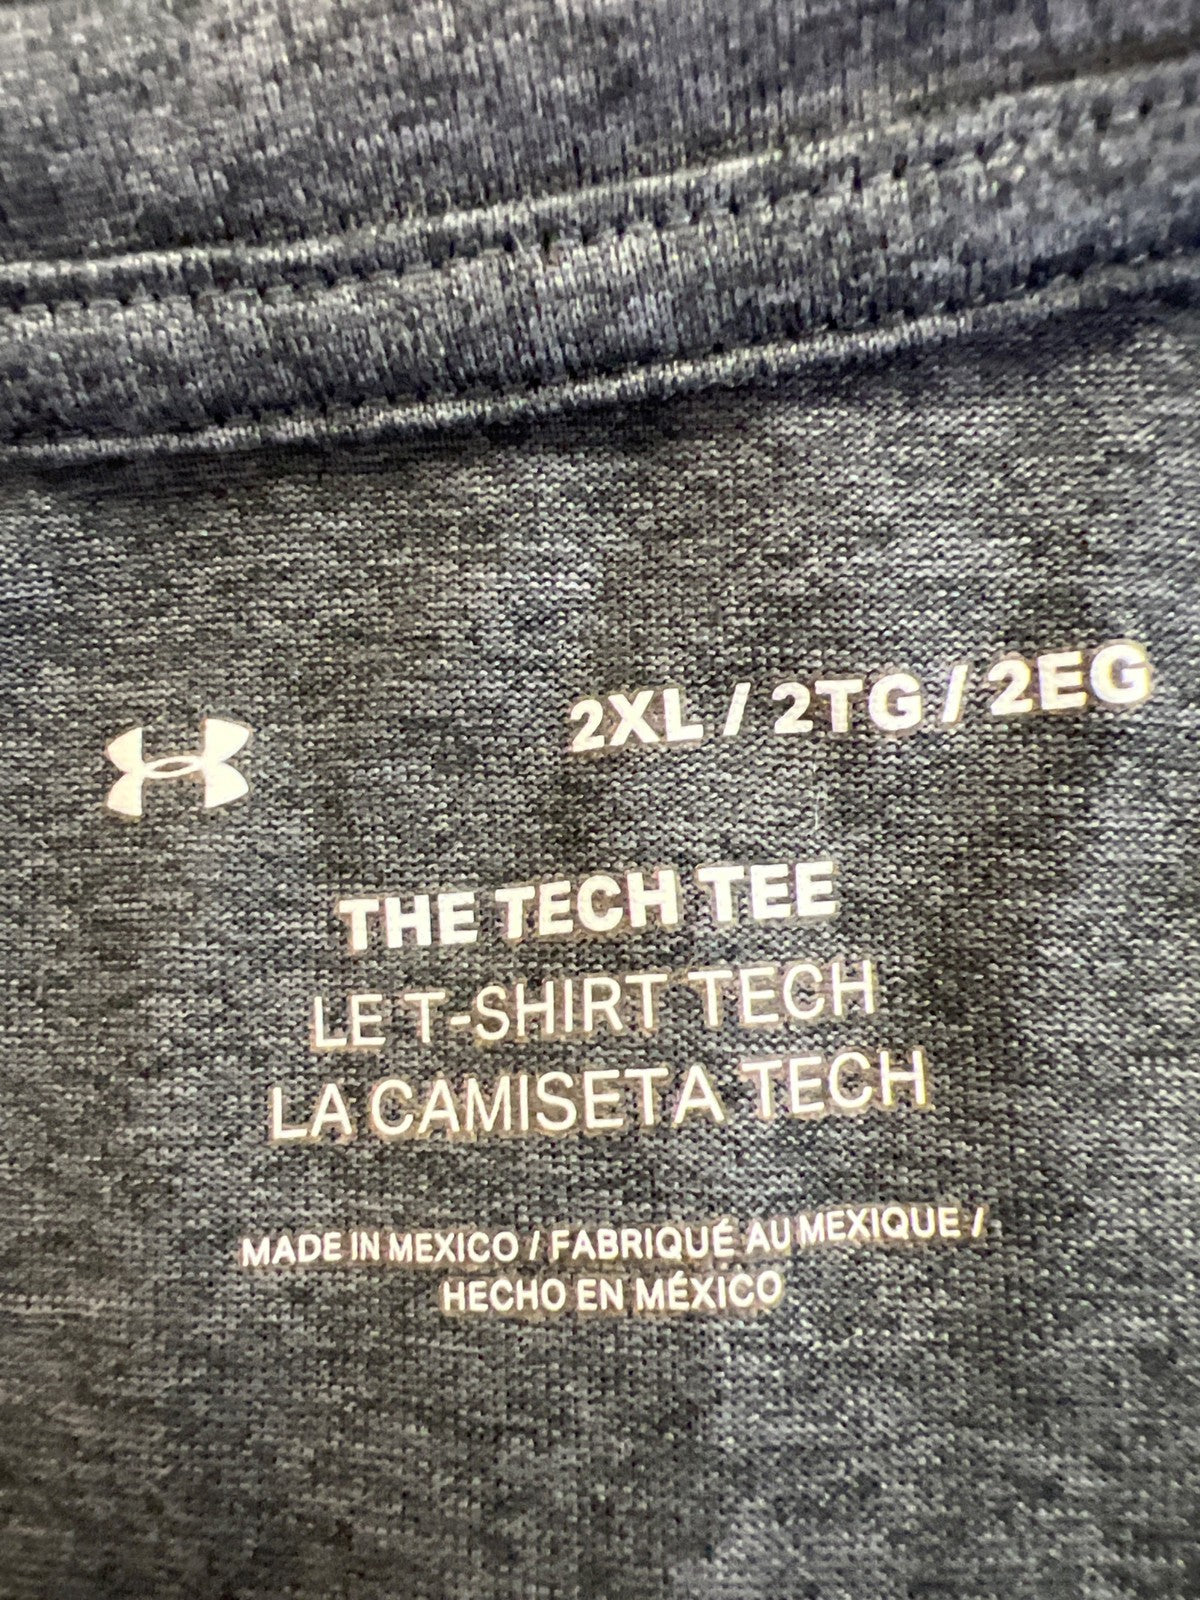 2XL / 2TG / 2EG
THE TECH TEE
LE T-SHIRT TECH
LA CAMISETA TECH
MADE IN MEXICO / FABRIQUÉ AU MEXIQUE /
HECHO EN MÉXICO